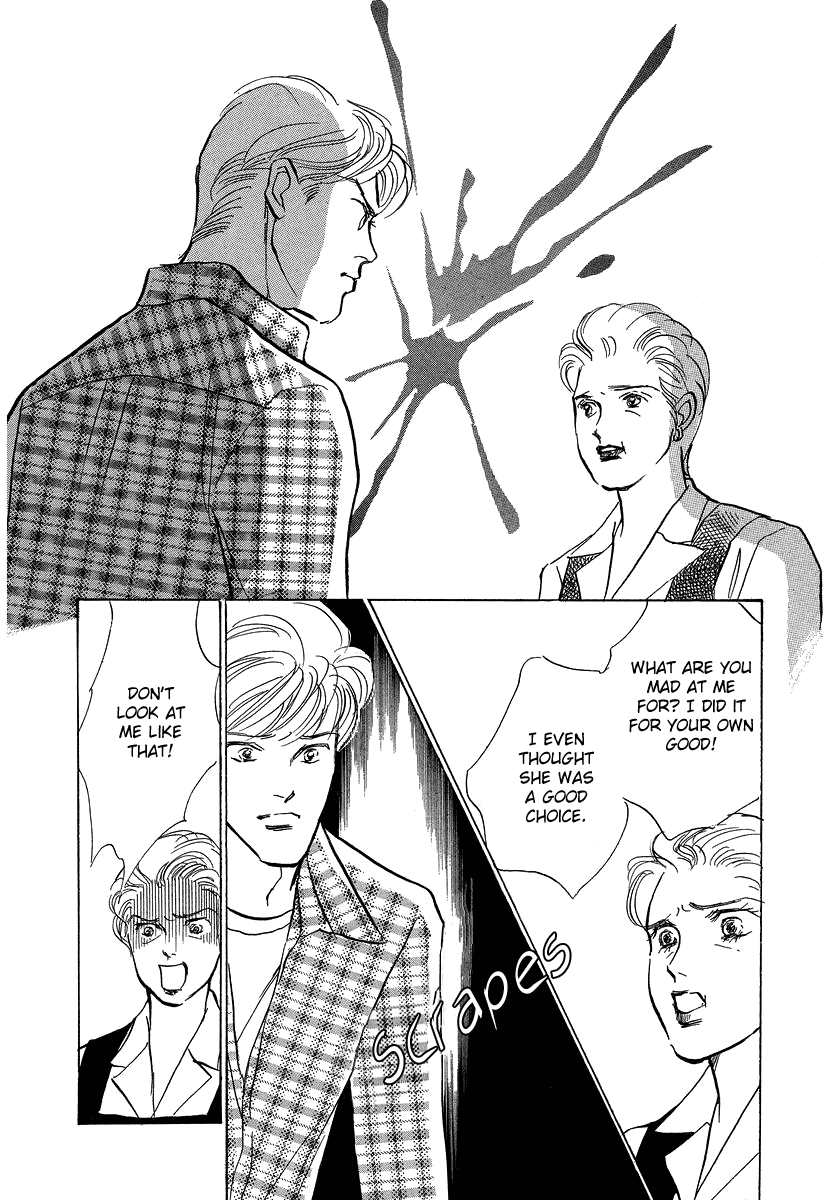 WHAT ARE YOU
MAD AT ME
FOR? I DID IT
FOR YOUR OWN
GOOD!
I EVEN
THOUGHT
SHE WAS
A GOOD
CHOICE.
scrapes
DON'T
LOOK AT
ME LIKE
THAT!